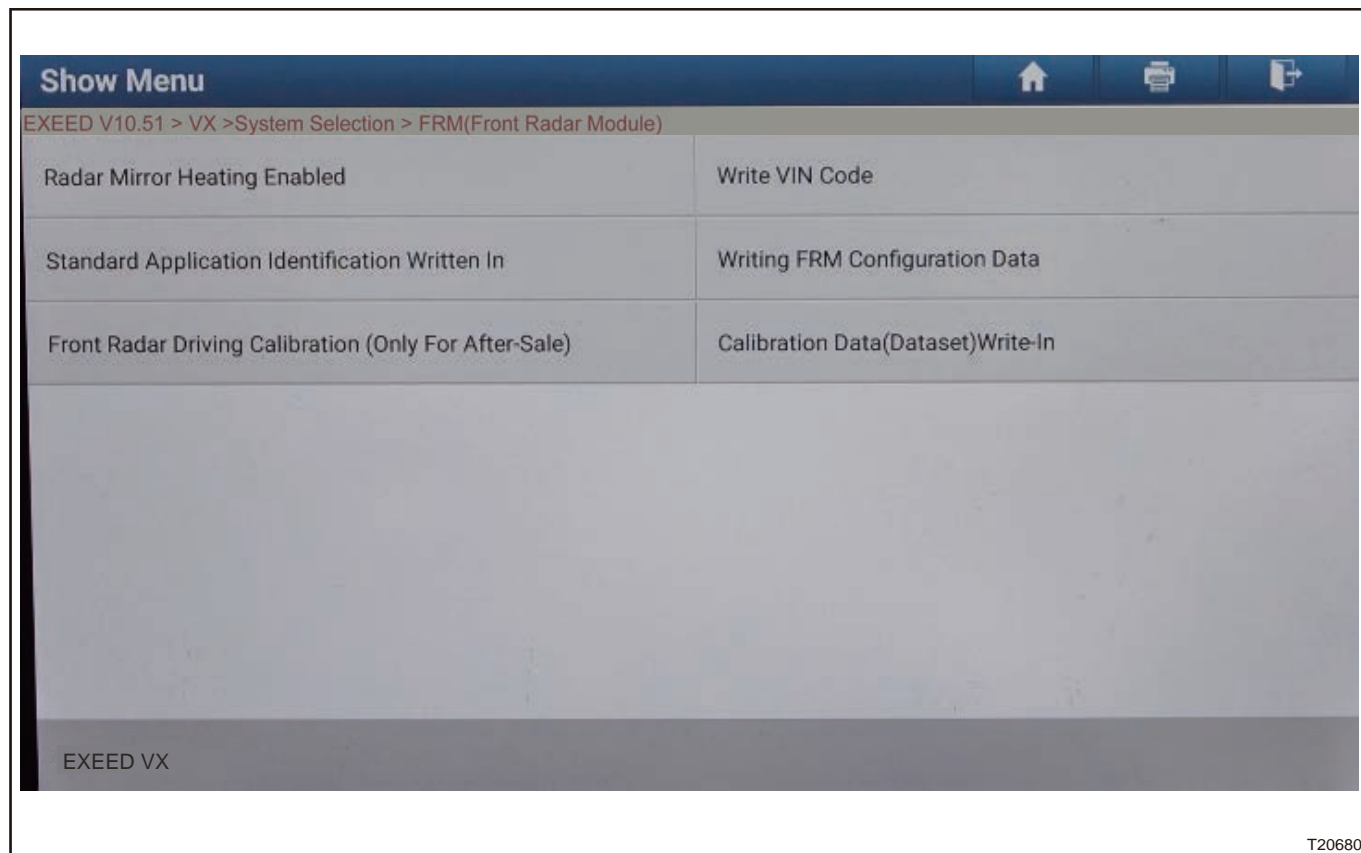 Show Menu
EXEED V10.51 > VX >System Selection > FRM(Front Radar Module)
Radar Mirror Heating Enabled
Write VIN Code
Standard Application Identification Written In
Writing FRM Configuration Data
Front Radar Driving Calibration (Only For After-Sale)
Calibration Data(Dataset)Write-In
EXEED VX
T20680